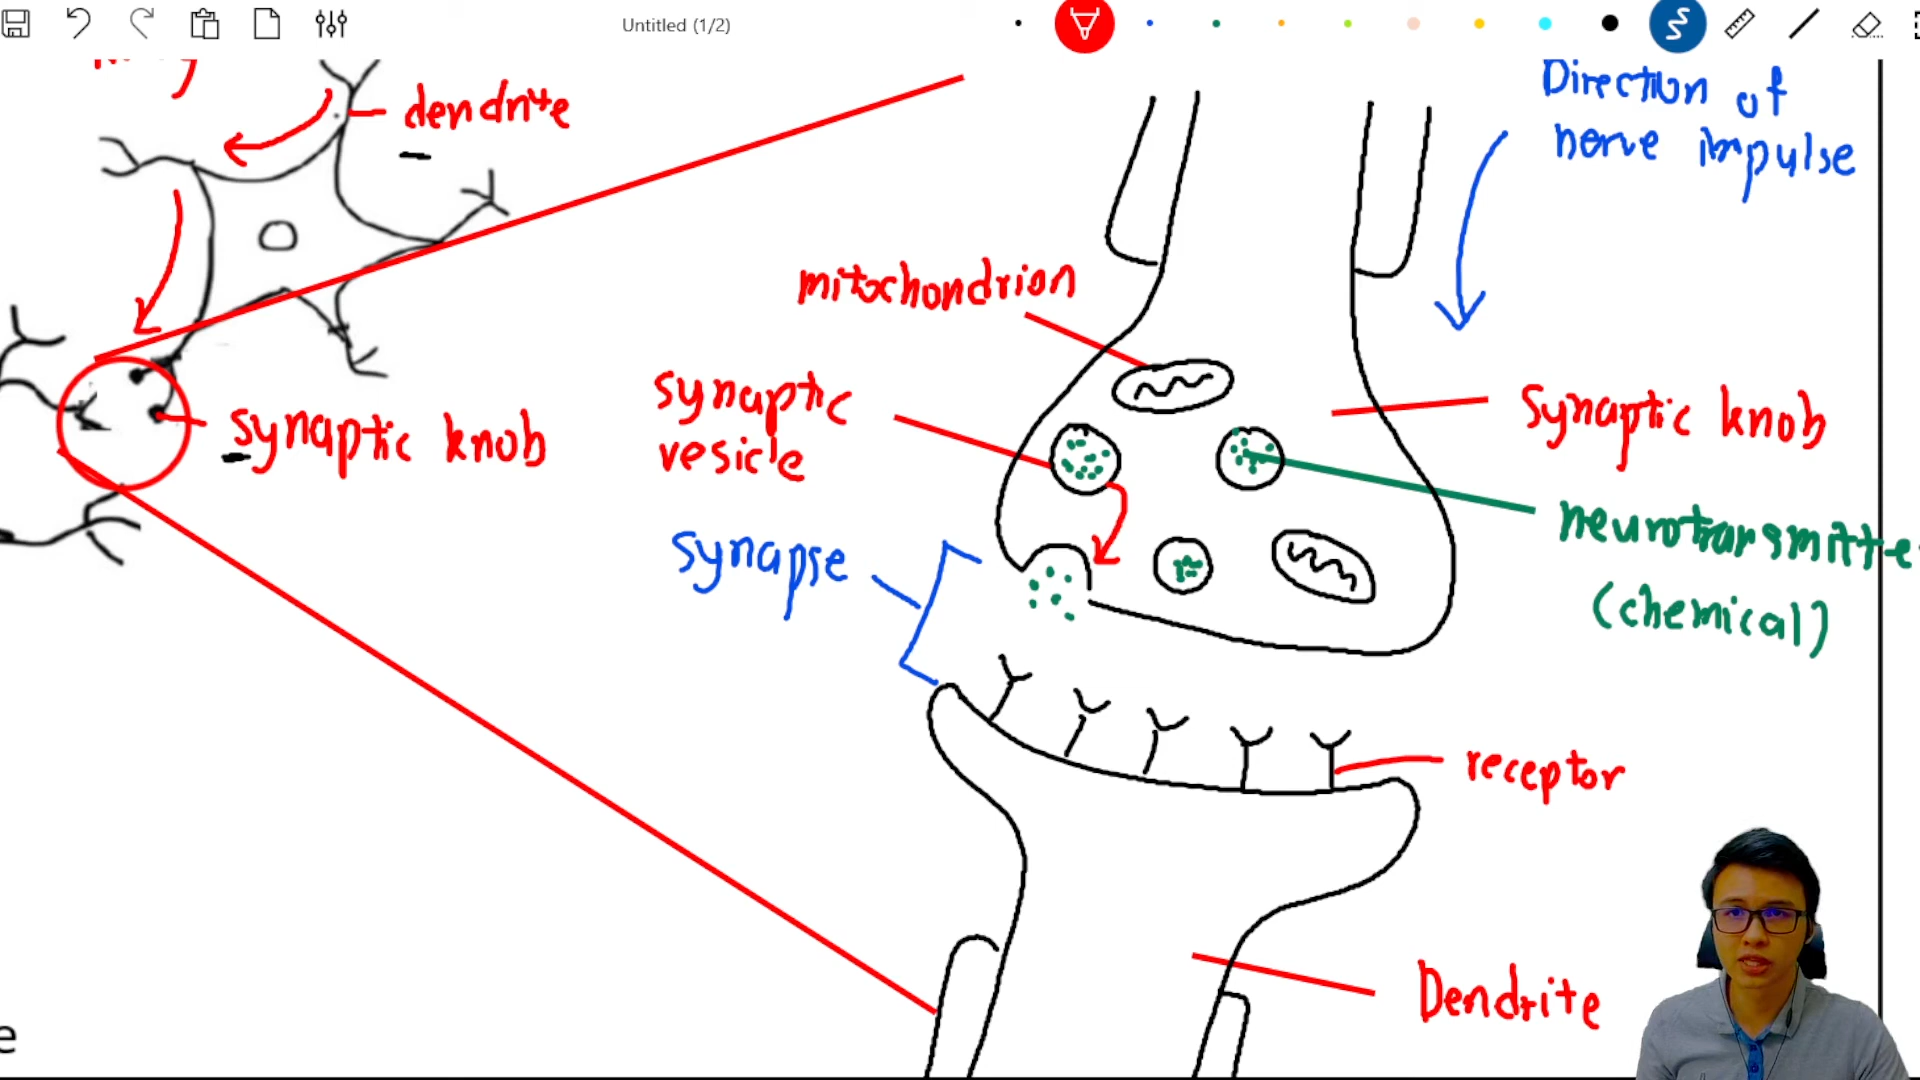 Untitled (1/2)
dendrite
Direction of
nerve impulse
mitochondrion
synaptic
vesicle
synaptic knob
synaptic knob
neurotransmitte
(chemical)
synapse
receptor
Dendrite
e